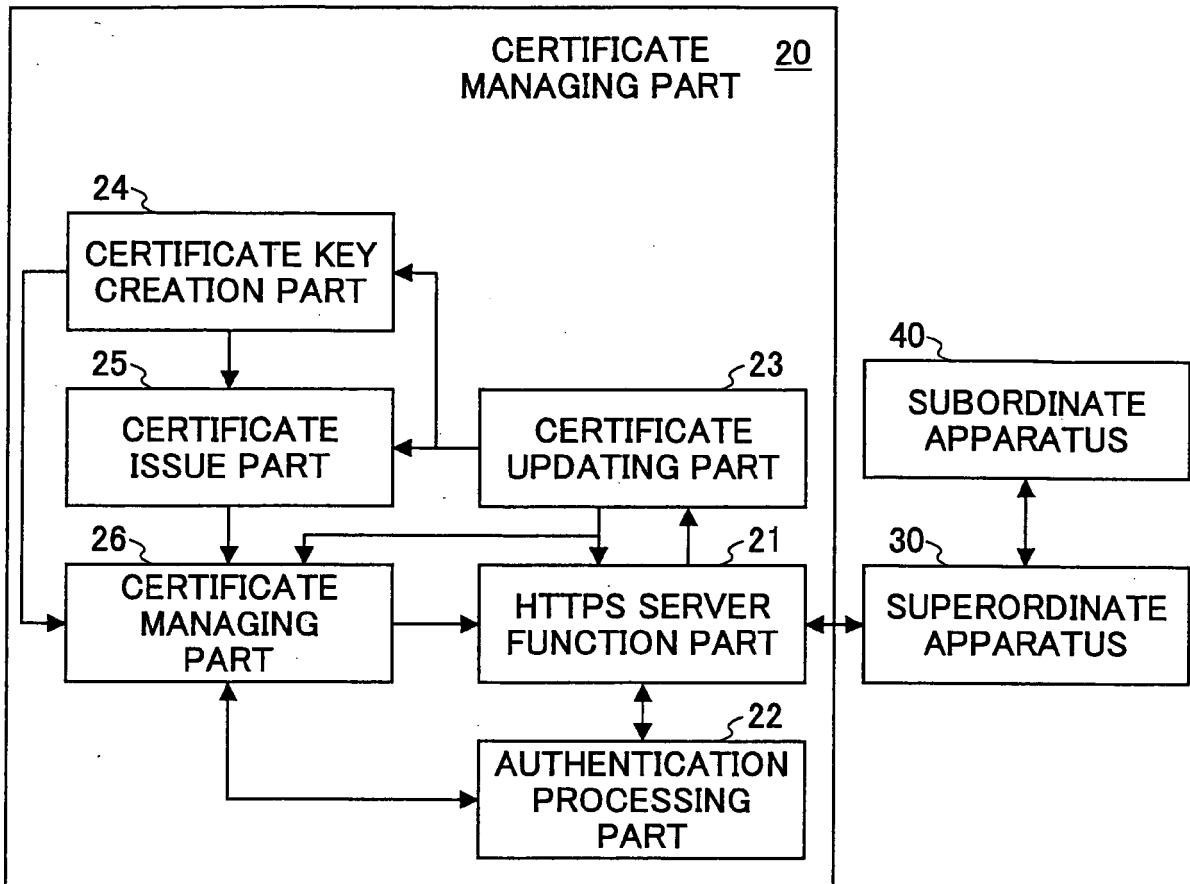 CERTIFICATE
MANAGING PART
20
24
CERTIFICATE KEY
CREATION PART
25
CERTIFICATE
ISSUE PART
23
CERTIFICATE
UPDATING PART
40
SUBORDINATE
APPARATUS
26
CERTIFICATE
MANAGING
PART
21
HTTPS SERVER
FUNCTION PART
30
SUPERORDINATE
APPARATUS
22
AUTHENTICATION
PROCESSING
PART